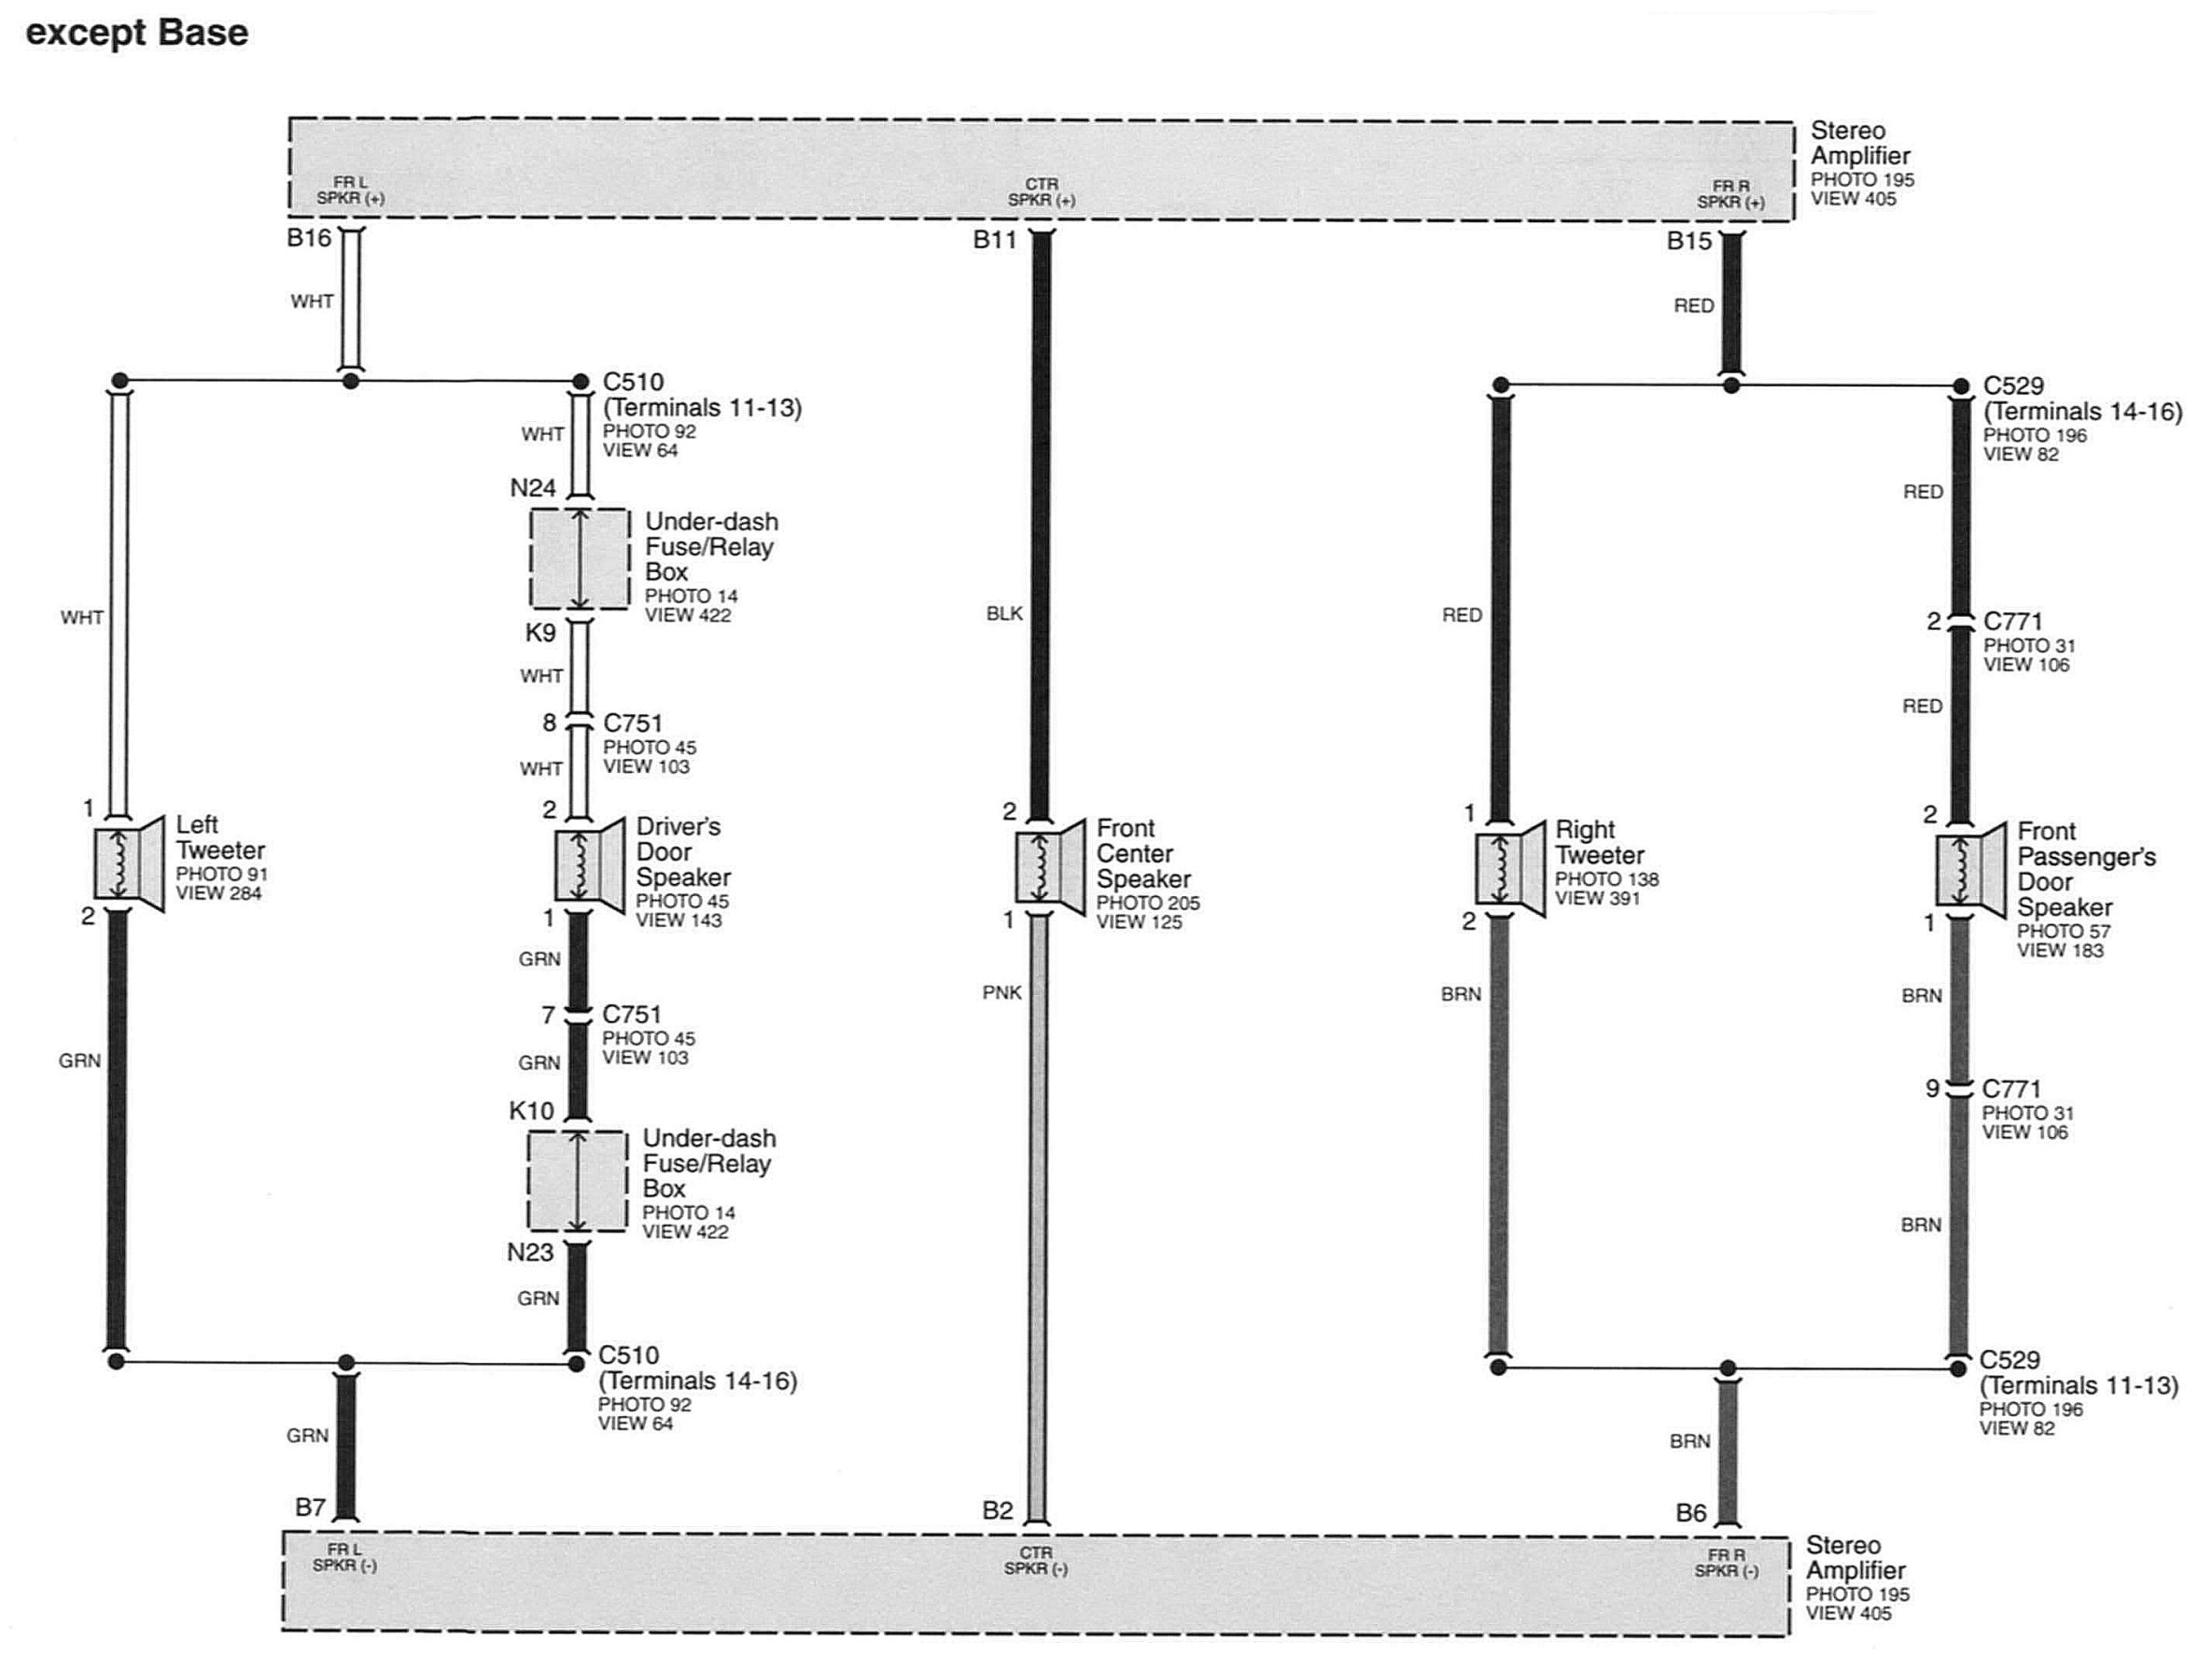 except Base
Stereo
Amplifier
PHOTO 195
VIEW 405
FR L
SPKR (+)
CTR
SPKR (+)
FR R
SPKR (+)
B16
B11
B15
WHT
RED
C510
(Terminals 11-13)
PHOTO 92
VIEW 64
C529
(Terminals 14-16)
PHOTO 196
VIEW 82
WHT
N24
RED
Under-dash
Fuse/Relay
Box
PHOTO 14
VIEW 422
WHT
K9
BLK
RED
2
C771
PHOTO 31
VIEW 106
WHT
8
C751
PHOTO 45
VIEW 103
RED
WHT
1
Left
Tweeter
PHOTO 91
VIEW 284
2
2
Driver's
Door
Speaker
PHOTO 45
VIEW 143
1
2
Front
Center
Speaker
PHOTO 205
VIEW 125
1
1
Right
Tweeter
PHOTO 138
VIEW 391
2
2
Front
Passenger's
Door
Speaker
PHOTO 57
VIEW 183
1
GRN
PNK
BRN
BRN
7
C751
PHOTO 45
VIEW 103
GRN
GRN
9
C771
PHOTO 31
VIEW 106
K10
Under-dash
Fuse/Relay
Box
PHOTO 14
VIEW 422
BRN
N23
GRN
C510
(Terminals 14-16)
PHOTO 92
VIEW 64
C529
(Terminals 11-13)
PHOTO 196
VIEW 82
GRN
BRN
B7
B2
B6
FR L
SPKR (-)
CTR
SPKR (-)
FR R
SPKR (-)
Stereo
Amplifier
PHOTO 195
VIEW 405